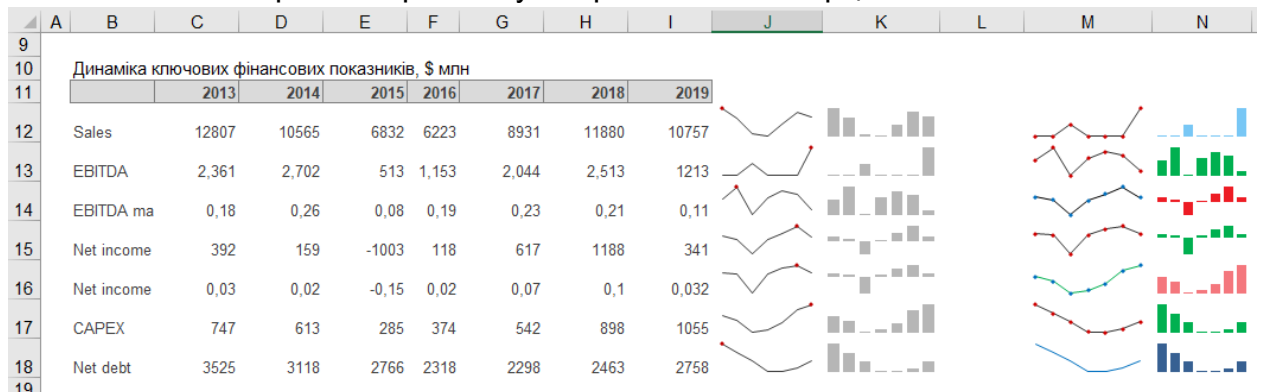 A B C D E F G H I J K L M N
9
10 Динаміка ключових фінансових показників, $ млн
11 2013 2014 2015 2016 2017 2018 2019
12 Sales 12807 10565 6832 6223 8931 11880 10757
13 EBITDA 2,361 2,702 513 1,153 2,044 2,513 1213
14 EBITDA ma 0,18 0,26 0,08 0,19 0,23 0,21 0,11
15 Net income 392 159 -1003 118 617 1188 341
16 Net income 0,03 0,02 -0,15 0,02 0,07 0,1 0,032
17 CAPEX 747 613 285 374 542 898 1055
18 Net debt 3525 3118 2766 2318 2298 2463 2758
19